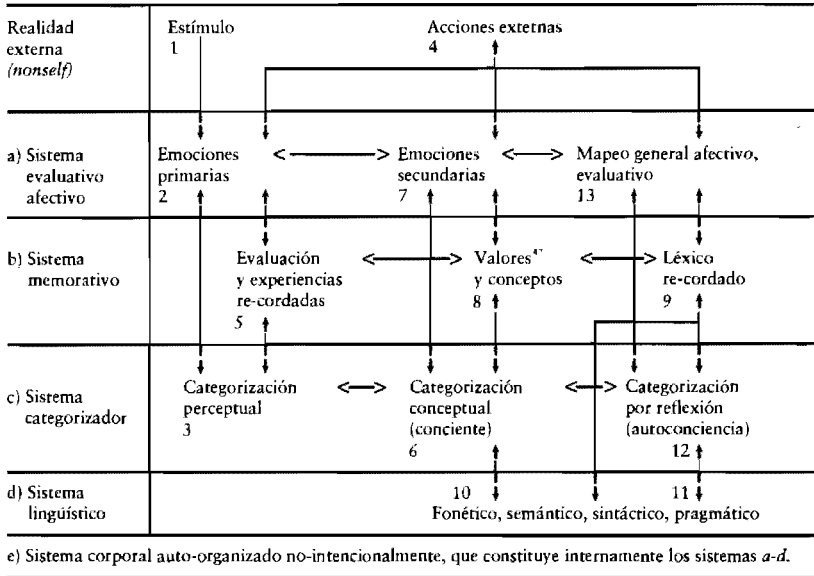 Realidad
externa
(nonself)
Estímulo
1
Acciones externas
4
a) Sistema
evaluativo
afectivo
Emociones
primarias
2
Emociones
secundarias
7
Mapeo general afectivo,
evaluativo
13
b) Sistema
memorativo
Evaluación
y experiencias
re-cordadas
5
Valores⁴⁷
y conceptos
8
Léxico
re-cordado
9
c) Sistema
categorizador
Categorización
perceptual
3
Categorización
conceptual
(conciente)
6
Categorización
por reflexión
(autoconciencia)
12
d) Sistema
lingüístico
10
11
Fonético, semántico, sintáctico, pragmático
e) Sistema corporal auto-organizado no-intencionalmente, que constituye internamente los sistemas a-d.